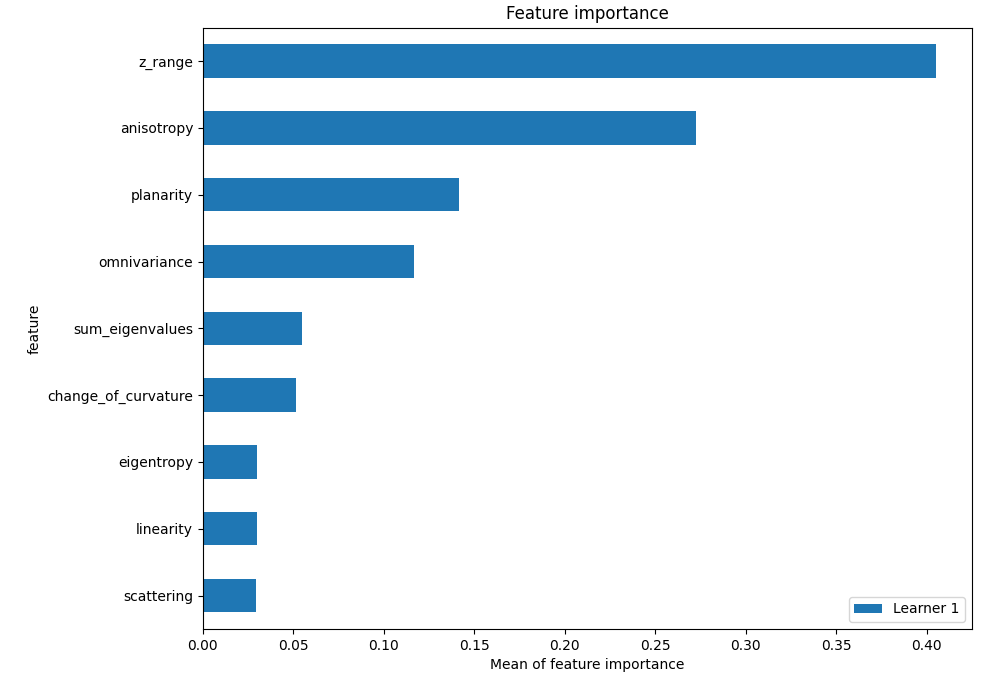 Feature importance
z_range
anisotropy
planarity
omnivariance
sum_eigenvalues
change_of_curvature
eigentropy
linearity
scattering
feature
Learner 1
0.00 0.05 0.10 0.15 0.20 0.25 0.30 0.35 0.40
Mean of feature importance